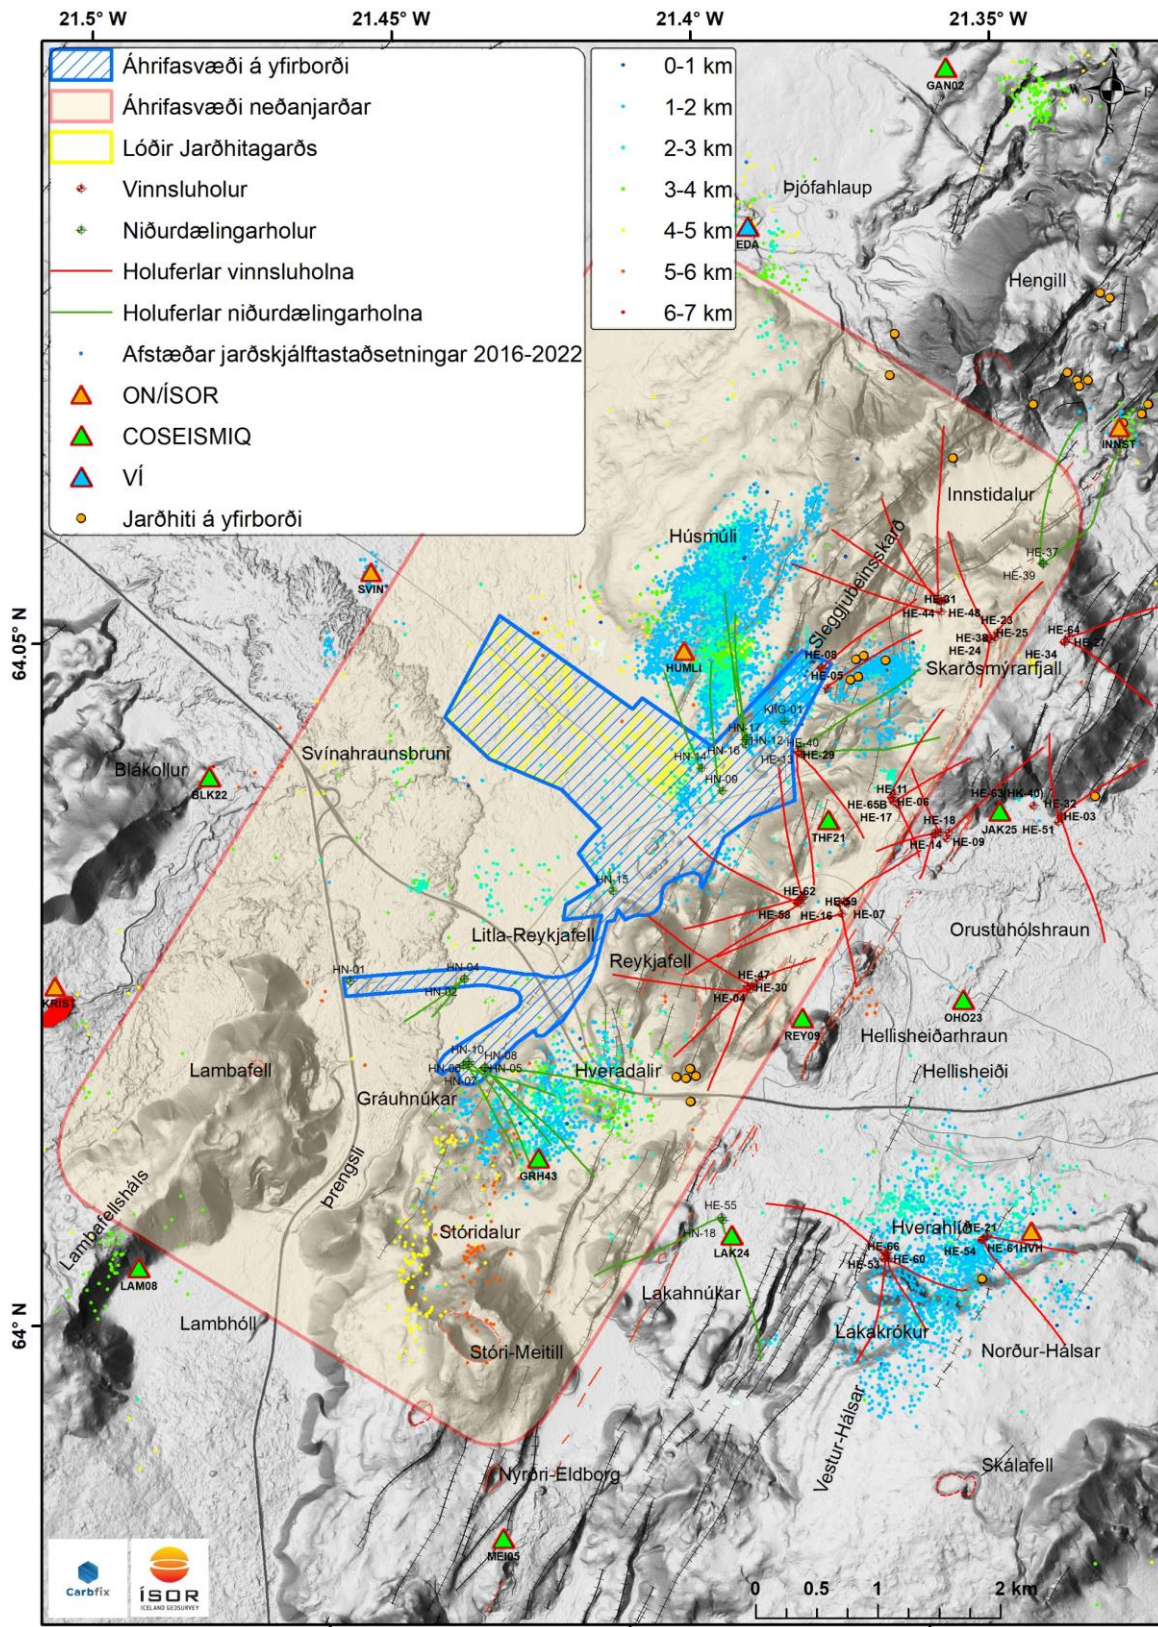 21.5° W
21.45° W
21.4° W
21.35° W
Áhrifasvæði á yfirborði
Áhrifasvæði neðanjarðar
Lóðir Jarðhitagarðs
Vinnsluholur
Niðurdælingarholur
Holuferlar vinnsluholna
Holuferlar niðurdælingarholna
Afstæðar jarðskjálftastaðsetningar 2016-2022
ON/ÍSOR
COSEISMIQ
VÍ
Jarðhiti á yfirborði
0-1 km
1-2 km
2-3 km
3-4 km
4-5 km
5-6 km
6-7 km
GAN02
N
W
E
S
Þjófahlaup
EDA
Hengill
INNST
Innstidalur
Húsmúli
Sleggjubeinsskarð
HE-37
HE-39
SVIN
HE-31
HE-44
HE-48
HE-23
HE-38
HE-25
HE-24
HE-64
HE-27
HE-34
64.05° N
HUMLI
HE-08
HE-05
Skarðsmýrarfjall
KhG-01
HN-17
HN-12
HN-16
HE-40
HE-29
HE-13
HN-14
HN-09
Svínahraunsbruni
Blákollur
BLK22
HE-11
HE-65B
HE-06
HE-17
HE-63(HK-40)
HE-32
HE-03
HE-51
JAK25
THF21
HE-18
HE-14
HE-09
HN-15
HE-62
HE-58
HE-16
HE-59
HE-07
Litla-Reykjafell
Reykjafell
Orustuhólshraun
HN-01
HN-04
HN-02
HE-47
HE-30
HE-04
KRIST
OHO23
REY09
Hellisheiðarhraun
Hellisheiði
HN-10
HN-08
HN-06
HN-05
HN-07
Lambafell
Hveradalir
Gráuhnúkar
GRH43
Þrengsli
Lambafellsháls
Stóridalur
HE-55
HN-18
LAK24
Hverahlíð
HE-21
HE-54
HE-61
HVH
HE-66
HE-60
HE-53
LAM08
Lakahnúkar
Lambhóll
64° N
Stóri-Meitill
Lakakrókur
Norður-Hálsar
Vestur-Hálsar
Nyrðri-Eldborg
Skálafell
MEI05
Carbfix
ÍSOR
ICELAND GEOSURVEY
0 0.5 1 2 km